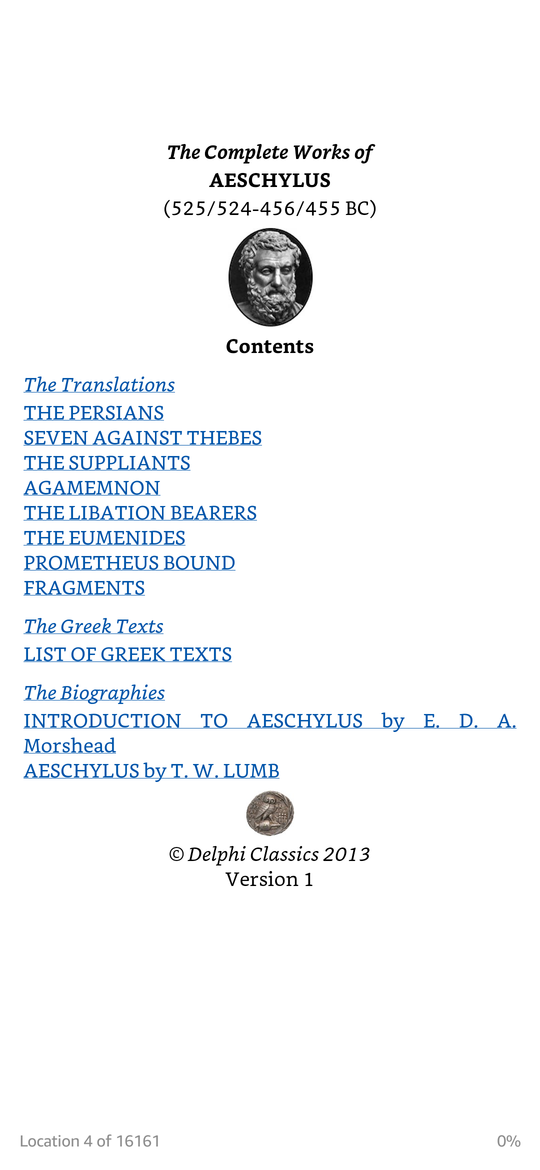 The Complete Works of
AESCHYLUS
(525/524-456/455 BC)
Contents
The Translations
THE PERSIANS
SEVEN AGAINST THEBES
THE SUPPLIANTS
AGAMEMNON
THE LIBATION BEARERS
THE EUMENIDES
PROMETHEUS BOUND
FRAGMENTS
The Greek Texts
LIST OF GREEK TEXTS
The Biographies
INTRODUCTION TO AESCHYLUS by E. D. A.
Morshead
AESCHYLUS by T. W. LUMB
© Delphi Classics 2013
Version 1
Location 4 of 16161 0%